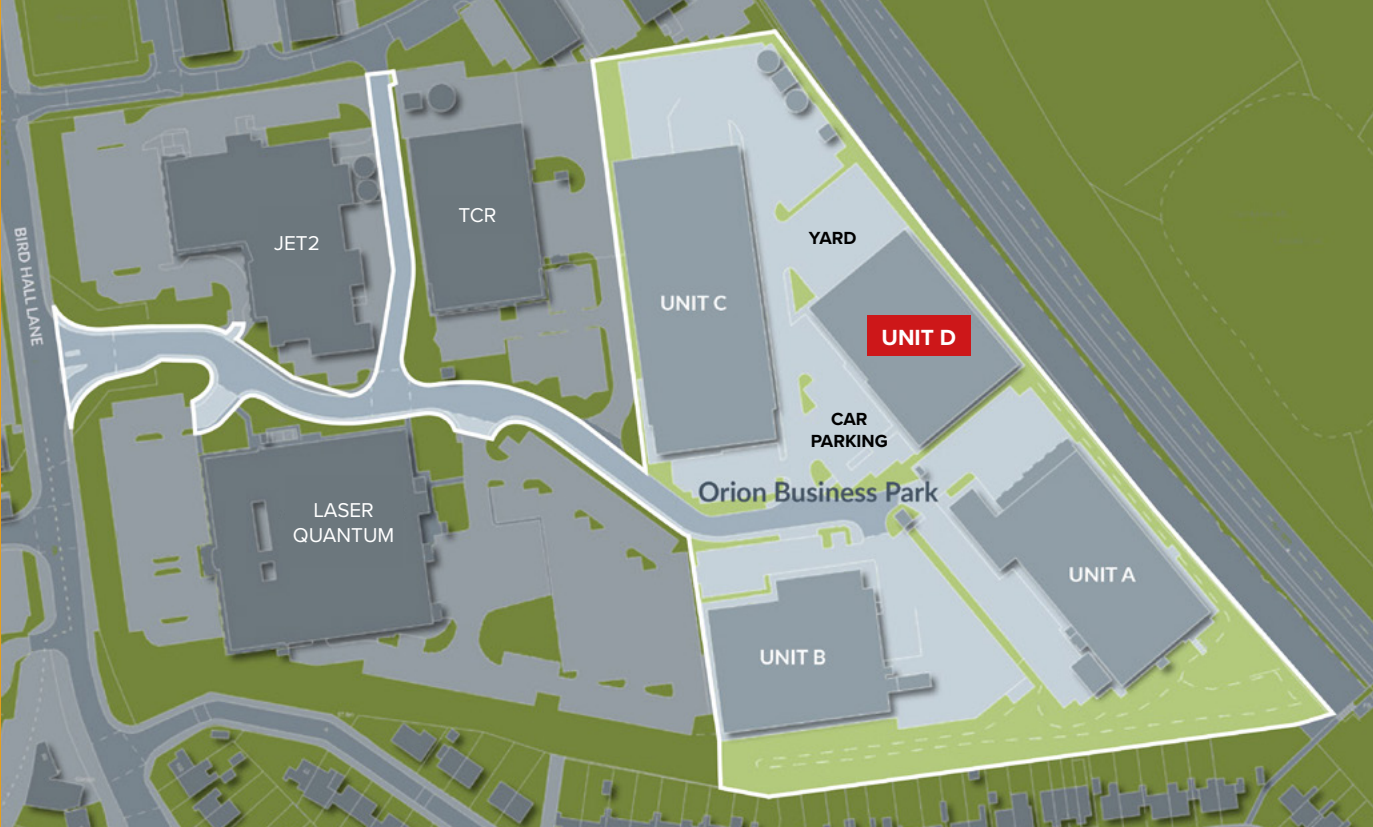 BIRD HALL LANE
JET2
TCR
YARD
UNIT C
UNIT D
CAR
PARKING
Orion Business Park
LASER
QUANTUM
UNIT A
UNIT B